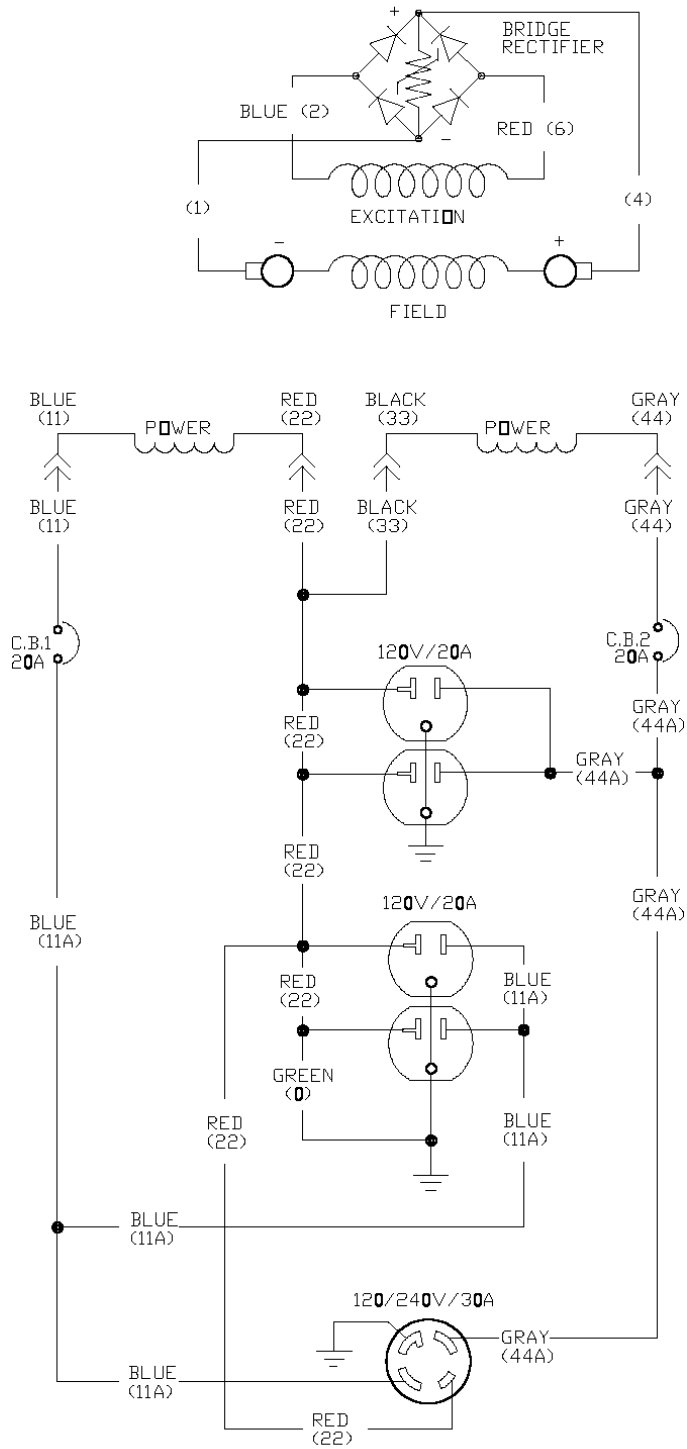 +
BRIDGE
RECTIFIER
BLUE (2)
RED (6)
-
(1)
(4)
EXCITATION
-
+
FIELD
BLUE
(11)
POWER
RED
(22)
BLACK
(33)
POWER
GRAY
(44)
BLUE
(11)
RED
(22)
BLACK
(33)
GRAY
(44)
C.B.1
20A
120V/20A
C.B.2
20A
RED
(22)
GRAY
(44A)
GRAY
(44A)
RED
(22)
BLUE
(11A)
120V/20A
GRAY
(44A)
RED
(22)
BLUE
(11A)
GREEN
(0)
RED
(22)
BLUE
(11A)
BLUE
(11A)
120/240V/30A
GRAY
(44A)
BLUE
(11A)
RED
(22)